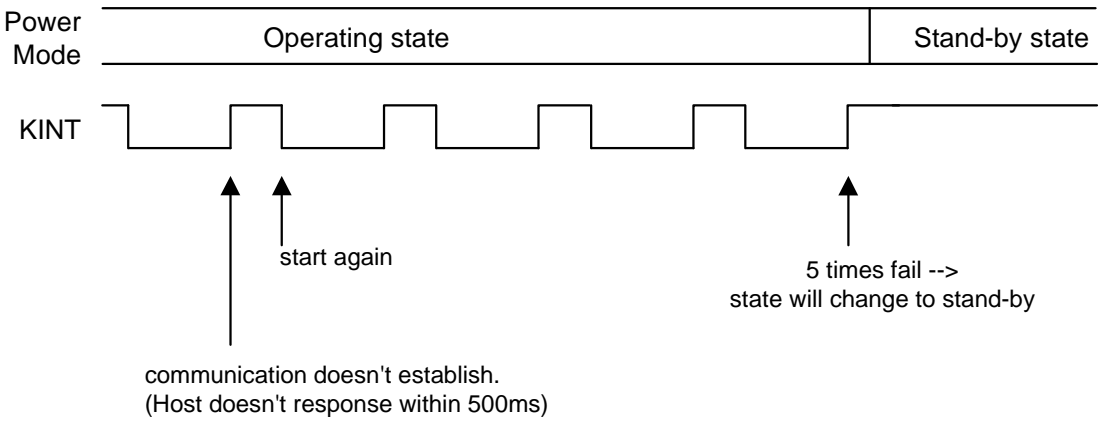 Power
Mode
Operating state
Stand-by state
KINT
start again
5 times fail -->
state will change to stand-by
communication doesn't establish.
(Host doesn't response within 500ms)